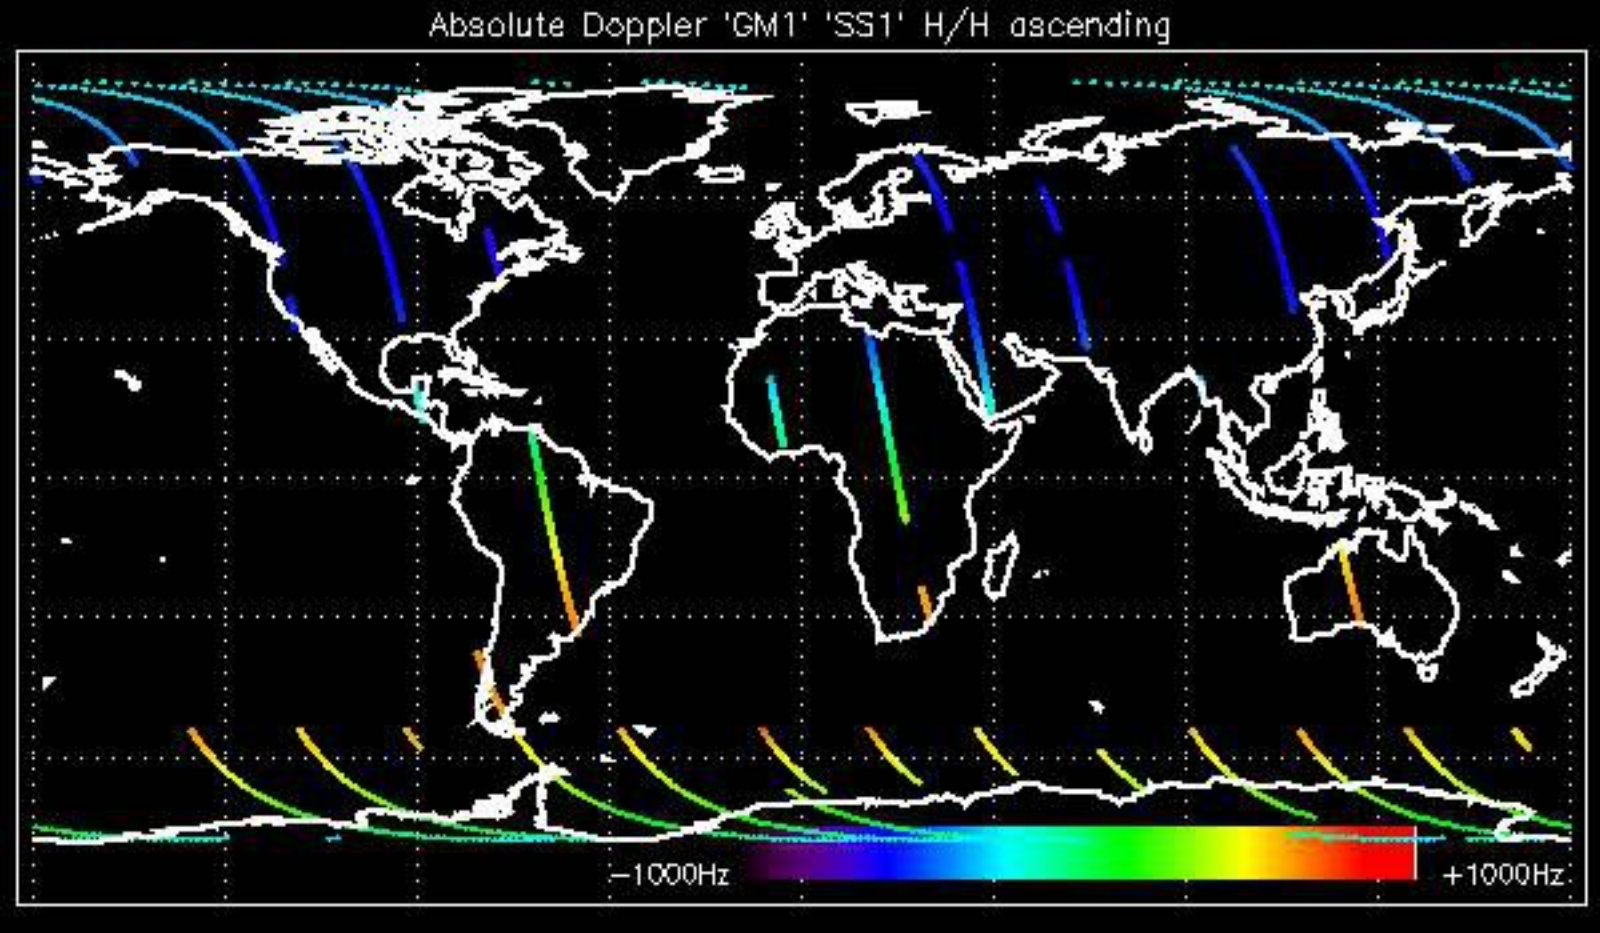 Absolute Doppler 'GM1' 'SS1' H/H ascending
−1000Hz
+1000Hz